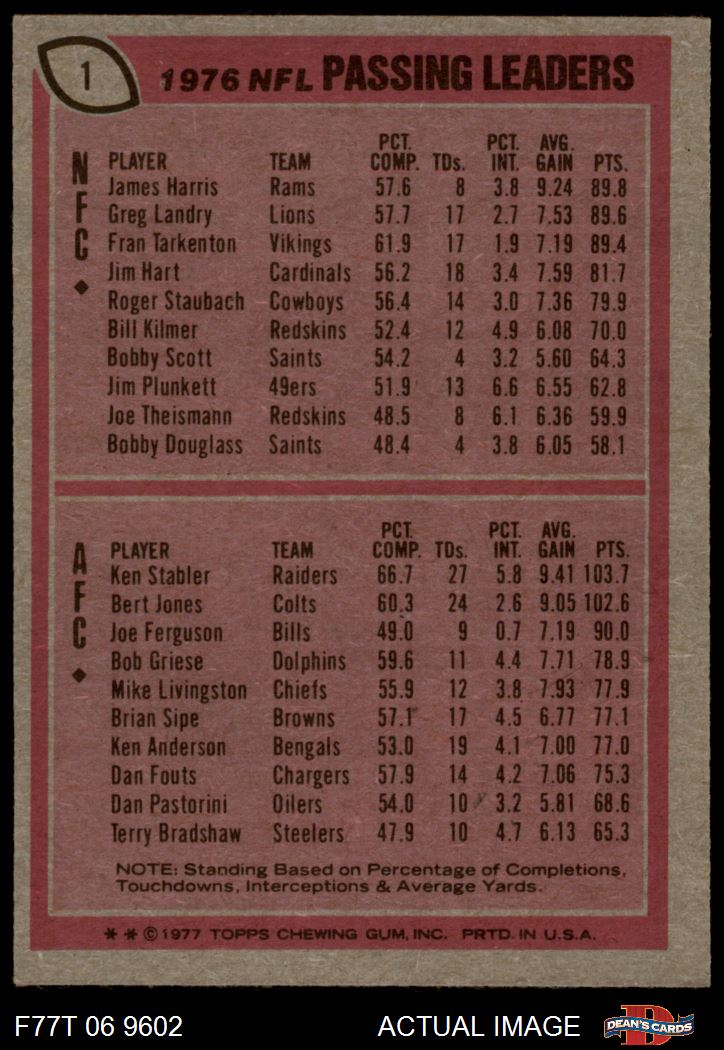 1
1976 NFL PASSING LEADERS
NFC
PCT. PCT. AVG.
PLAYER TEAM COMP. TDs. INT. GAIN PTS.
James Harris Rams 57.6 8 3.8 9.24 89.8
Greg Landry Lions 57.7 17 2.7 7.53 89.6
Fran Tarkenton Vikings 61.9 17 1.9 7.19 89.4
Jim Hart Cardinals 56.2 18 3.4 7.59 81.7
Roger Staubach Cowboys 56.4 14 3.0 7.36 79.9
Bill Kilmer Redskins 52.4 12 4.9 6.08 70.0
Bobby Scott Saints 54.2 4 3.2 5.60 64.3
Jim Plunkett 49ers 51.9 13 6.6 6.55 62.8
Joe Theismann Redskins 48.5 8 6.1 6.36 59.9
Bobby Douglass Saints 48.4 4 3.8 6.05 58.1
AFC
PCT. PCT. AVG.
PLAYER TEAM COMP. TDs. INT. GAIN PTS.
Ken Stabler Raiders 66.7 27 5.8 9.41 103.7
Bert Jones Colts 60.3 24 2.6 9.05 102.6
Joe Ferguson Bills 49.0 9 0.7 7.19 90.0
Bob Griese Dolphins 59.6 11 4.4 7.71 78.9
Mike Livingston Chiefs 55.9 12 3.8 7.93 77.9
Brian Sipe Browns 57.1 17 4.5 6.77 77.1
Ken Anderson Bengals 53.0 19 4.1 7.00 77.0
Dan Fouts Chargers 57.9 14 4.2 7.06 75.3
Dan Pastorini Oilers 54.0 10 3.2 5.81 68.6
Terry Bradshaw Steelers 47.9 10 4.7 6.13 65.3
NOTE: Standing Based on Percentage of Completions,
Touchdowns, Interceptions & Average Yards.
* * © 1977 TOPPS CHEWING GUM, INC. PRTD. IN U.S.A.
F77T 06 9602 ACTUAL IMAGE D DEAN'S CARDS